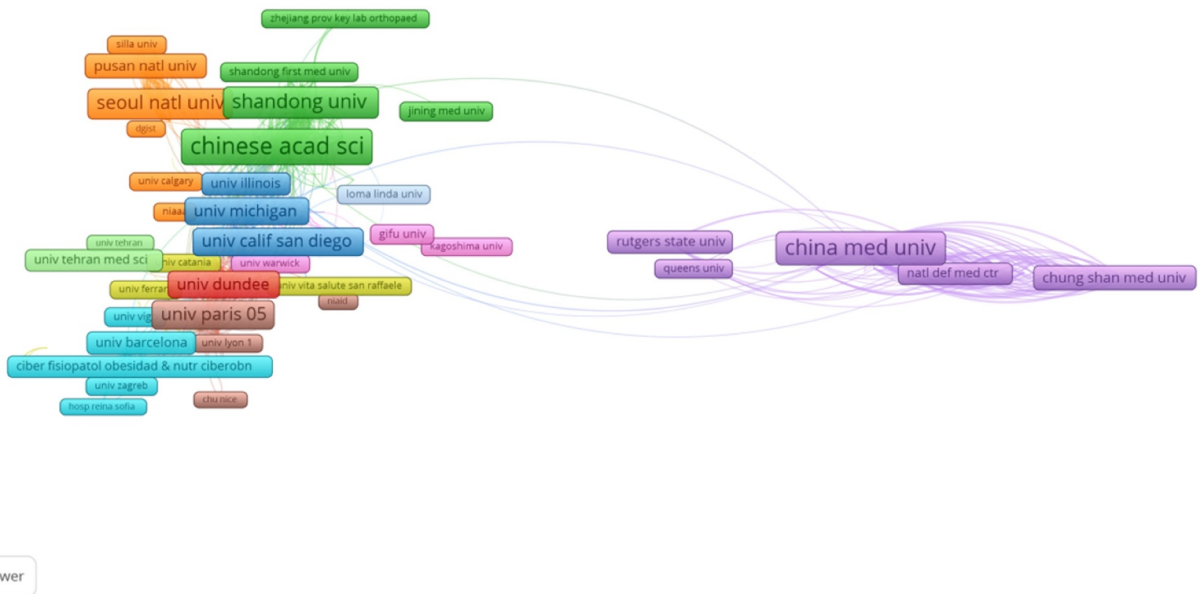 zhejiang prov key lab orthopaed
silla univ
pusan natl univ
shandong first med univ
seoul natl univ
shandong univ
jining med univ
dgist
chinese acad sci
univ calgary
univ illinois
loma linda univ
niaaa
univ michigan
gifu univ
kagoshima univ
univ tehran
univ calif san diego
univ tehran med sci
niv catania
univ warwick
univ ferrar
univ dundee
univ vita salute san raffaele
niaid
univ vig
univ paris 05
univ barcelona
univ lyon 1
ciber fisiopatol obesidad & nutr ciberobn
univ zagreb
hosp reina sofia
chu nice
rutgers state univ
queens univ
china med univ
natl def med ctr
chung shan med univ
wer